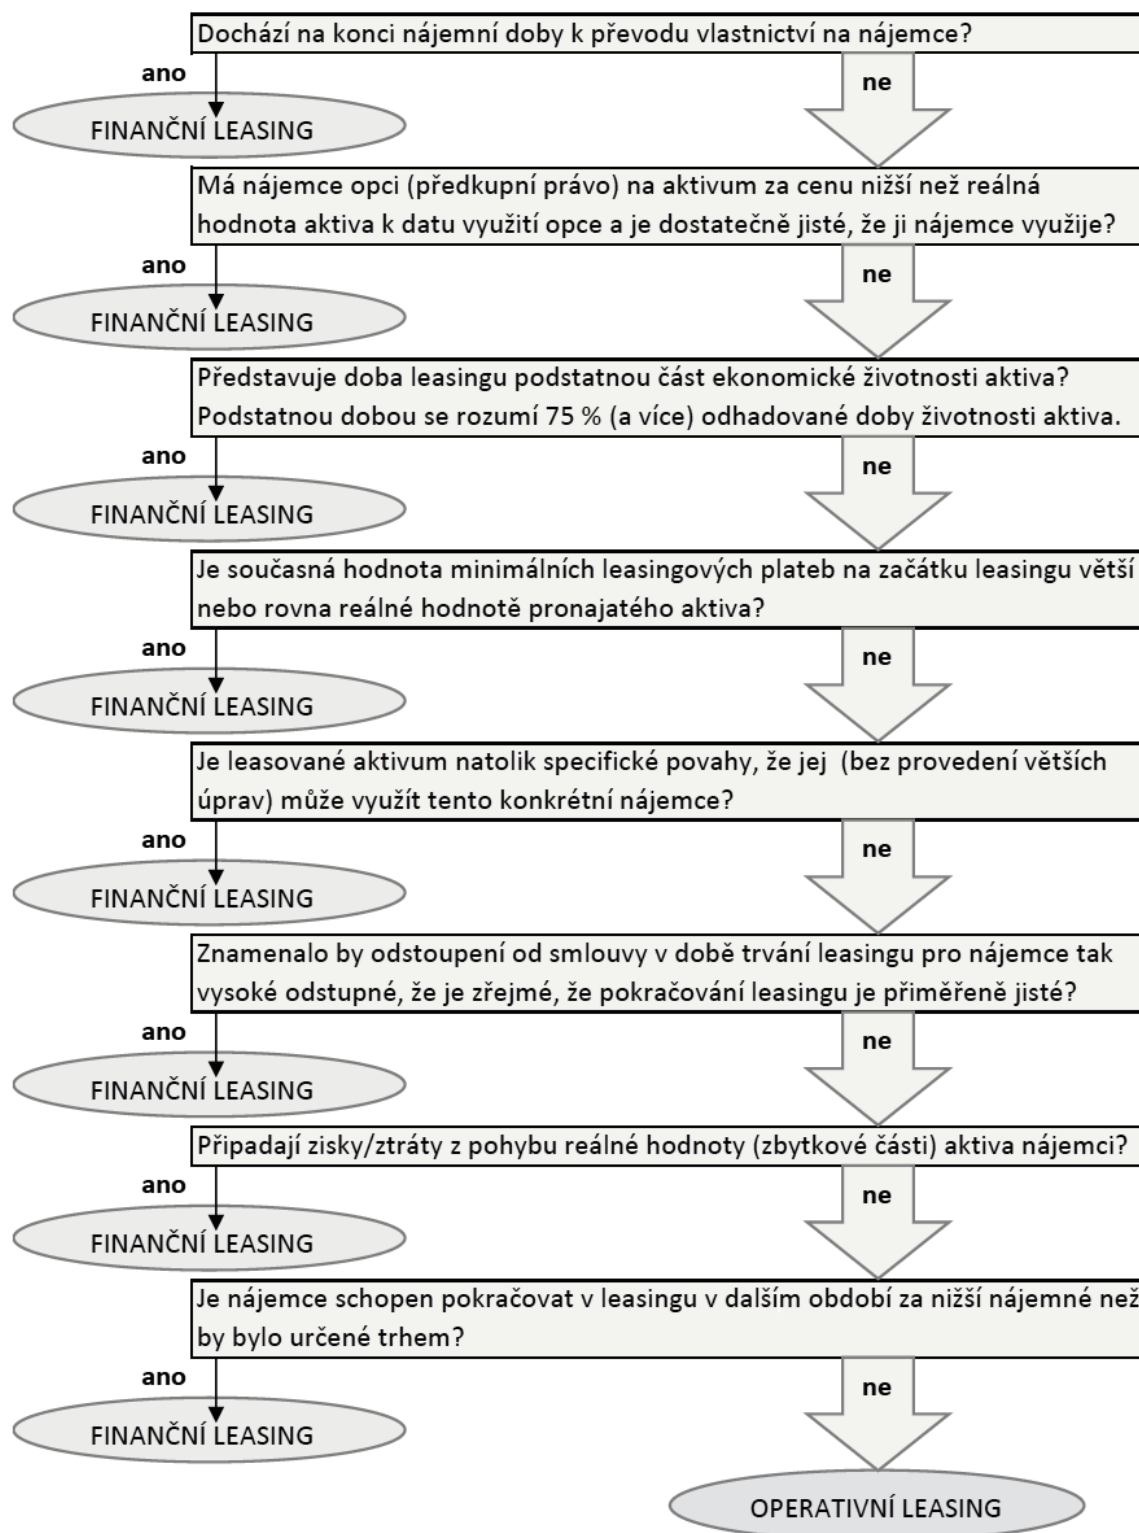 Dochází na konci nájemní doby k převodu vlastnictví na nájemce?
ano
ne
FINANČNÍ LEASING
Má nájemce opci (předkupní právo) na aktivum za cenu nižší než reálná
hodnota aktiva k datu využití opce a je dostatečně jisté, že ji nájemce využije?
ano
ne
FINANČNÍ LEASING
Představuje doba leasingu podstatnou část ekonomické životnosti aktiva?
Podstatnou dobou se rozumí 75 % (a více) odhadované doby životnosti aktiva.
ano
ne
FINANČNÍ LEASING
Je současná hodnota minimálních leasingových plateb na začátku leasingu větší
nebo rovna reálné hodnotě pronajatého aktiva?
ano
ne
FINANČNÍ LEASING
Je leasované aktivum natolik specifické povahy, že jej (bez provedení větších
úprav) může využít tento konkrétní nájemce?
ano
ne
FINANČNÍ LEASING
Znamenalo by odstoupení od smlouvy v době trvání leasingu pro nájemce tak
vysoké odstupné, že je zřejmé, že pokračování leasingu je přiměřeně jisté?
ano
ne
FINANČNÍ LEASING
Připadají zisky/ztráty z pohybu reálné hodnoty (zbytkové části) aktiva nájemci?
ano
ne
FINANČNÍ LEASING
Je nájemce schopen pokračovat v leasingu v dalším období za nižší nájemné než
by bylo určené trhem?
ano
ne
FINANČNÍ LEASING
OPERATIVNÍ LEASING